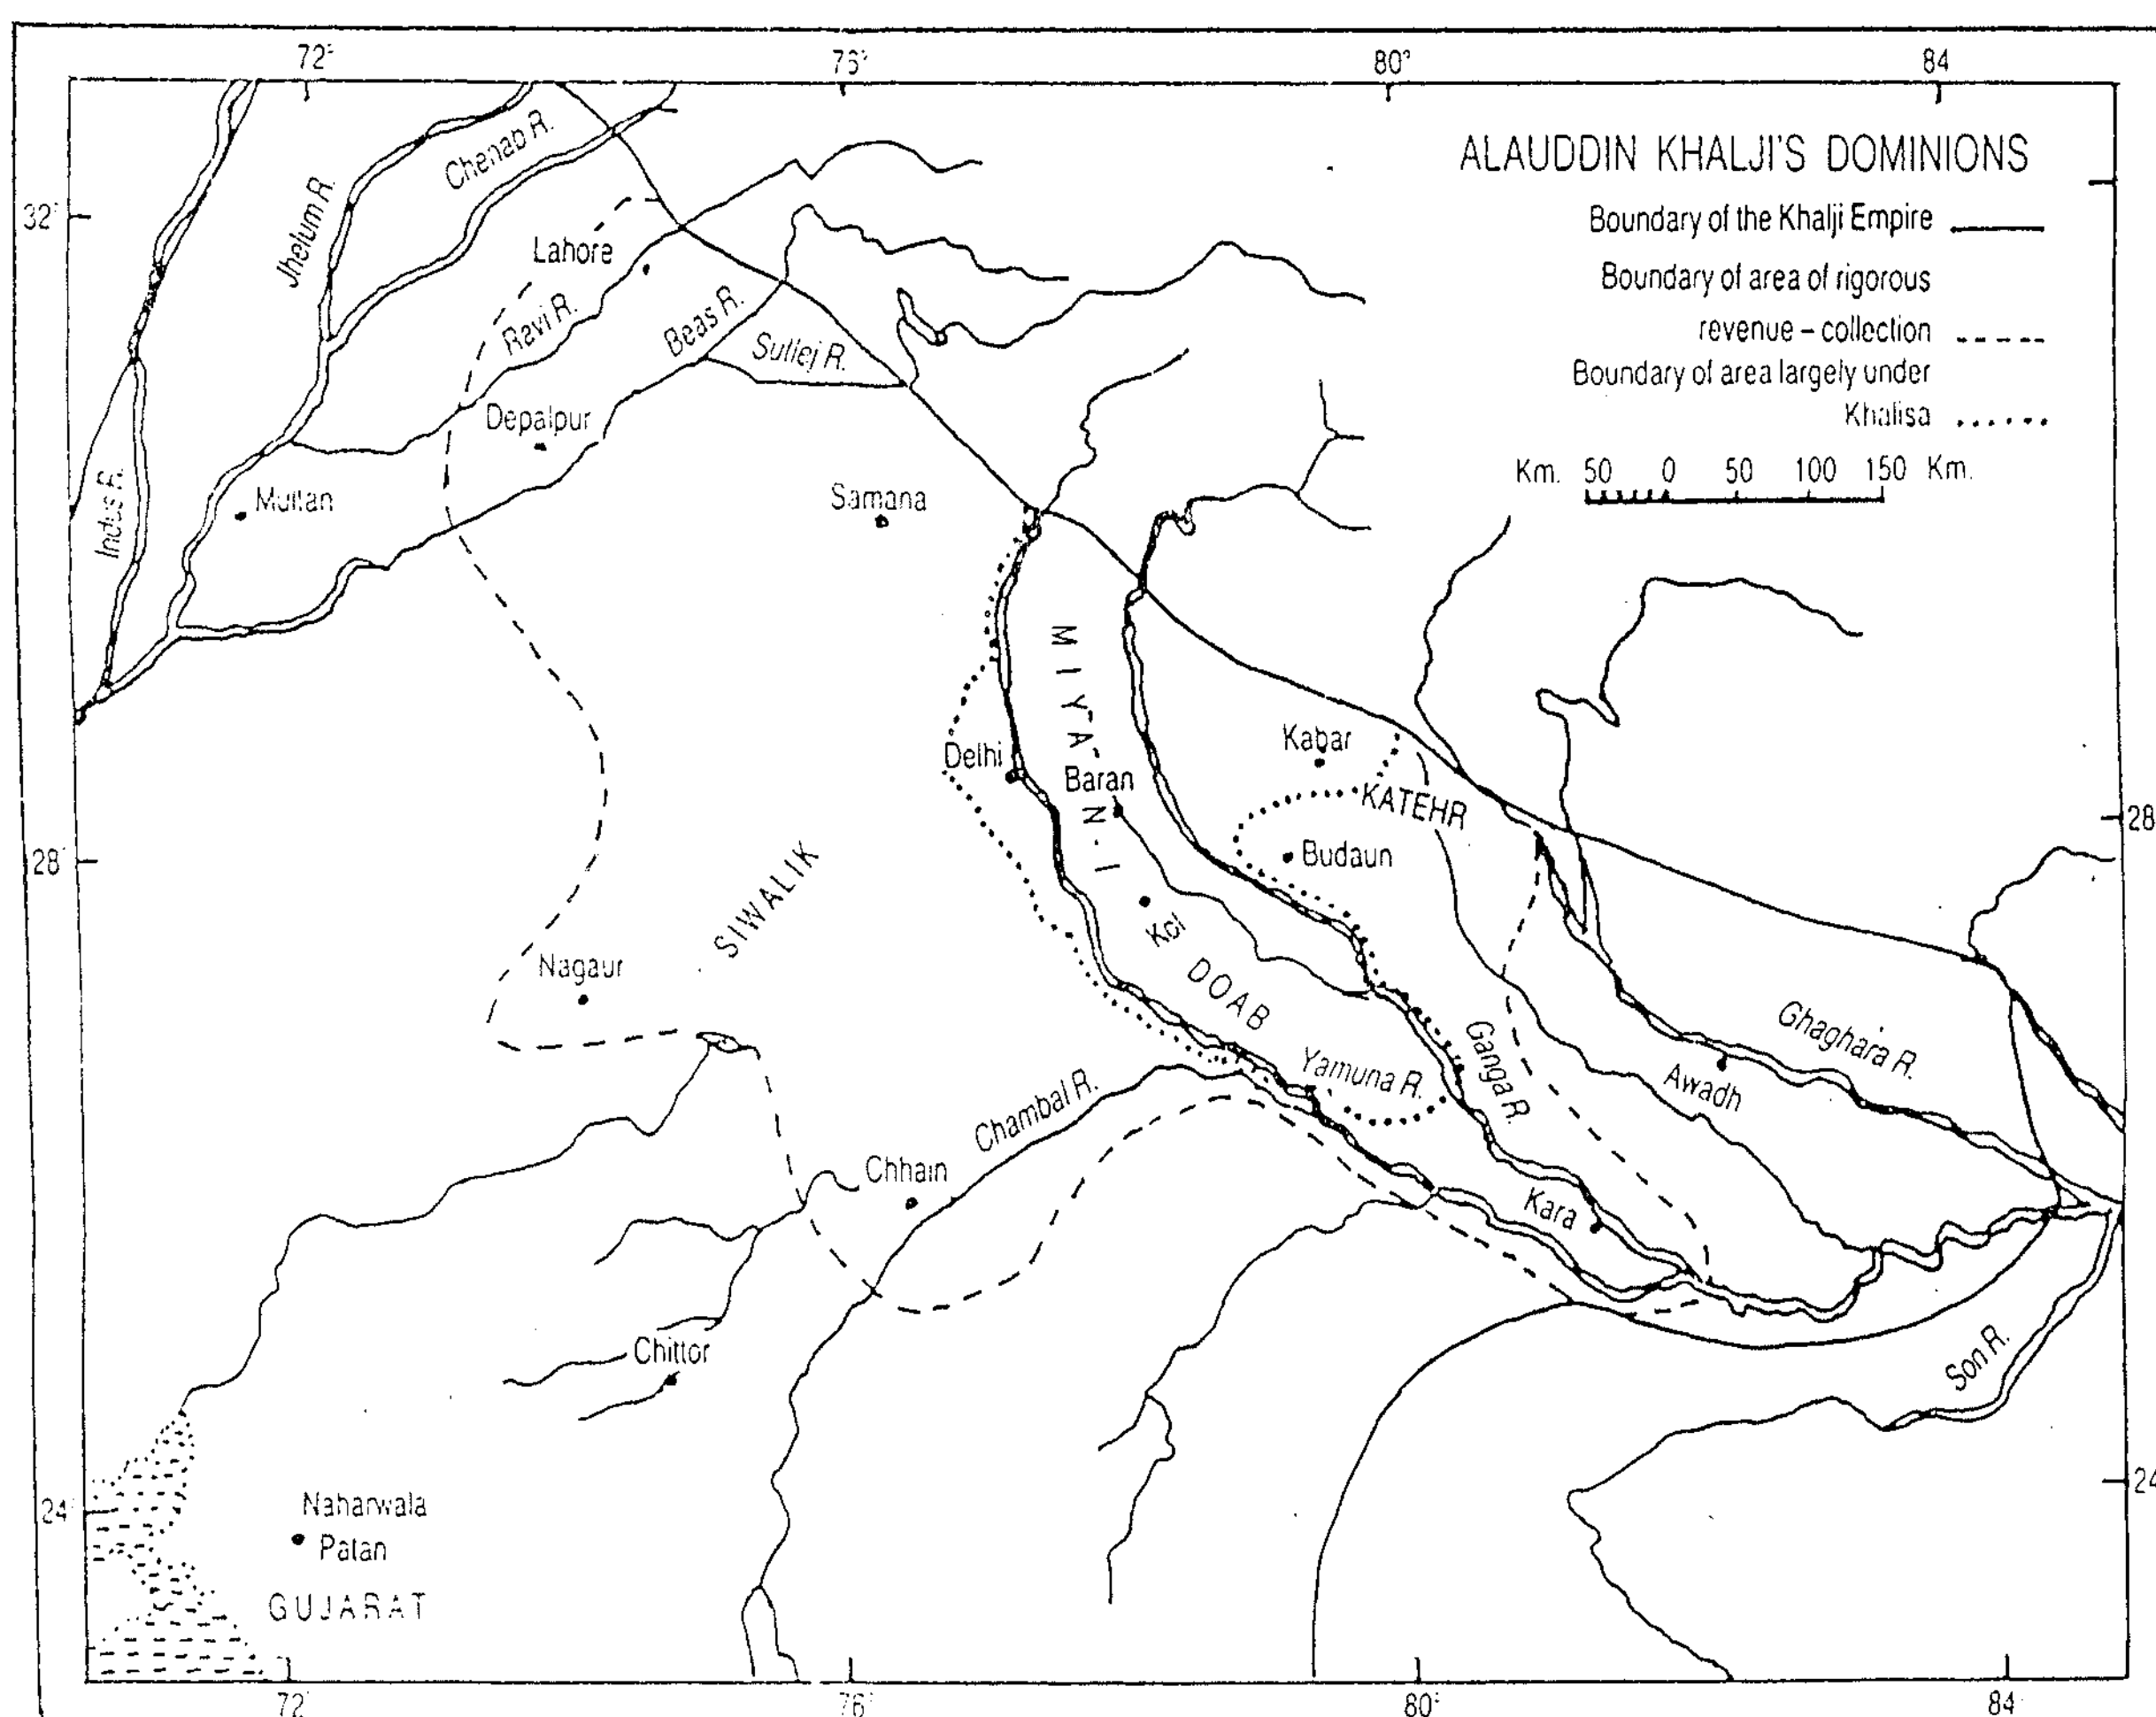 72°
76°
80°
84
32°
28°
24°
28
24
72°
76°
80°
84
ALAUDDIN KHALJI'S DOMINIONS
Boundary of the Khalji Empire
Boundary of area of rigorous
revenue – collection
Boundary of area largely under
Khalisa
Km. 50 0 50 100 150 Km.
Chenab R.
Jhelum R.
Lahore
Ravi R.
Beas R.
Sutlej R.
Depalpur
Indus R.
Multan
Samana
MIYAN-I
DOAB
Delhi
Baran
Kabar
KATEHR
Budaun
Kol
SIWALIK
Nagaur
Yamuna R.
Ganga R.
Ghaghara R.
Awadh
Chambal R.
Chhain
Kara
Chittor
Son R.
Naharwala
Patan
GUJARAT